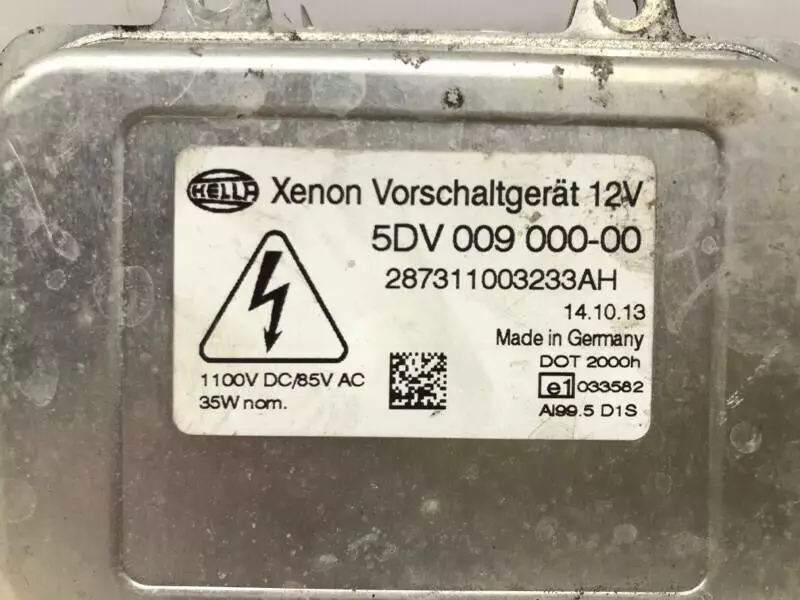 HELLA Xenon Vorschaltgerät 12V
5DV 009 000-00
287311003233AH
14.10.13
Made in Germany
DOT 2000h
1100V DC/85V AC
e1 033582
35W nom.
Al99.5 D1S